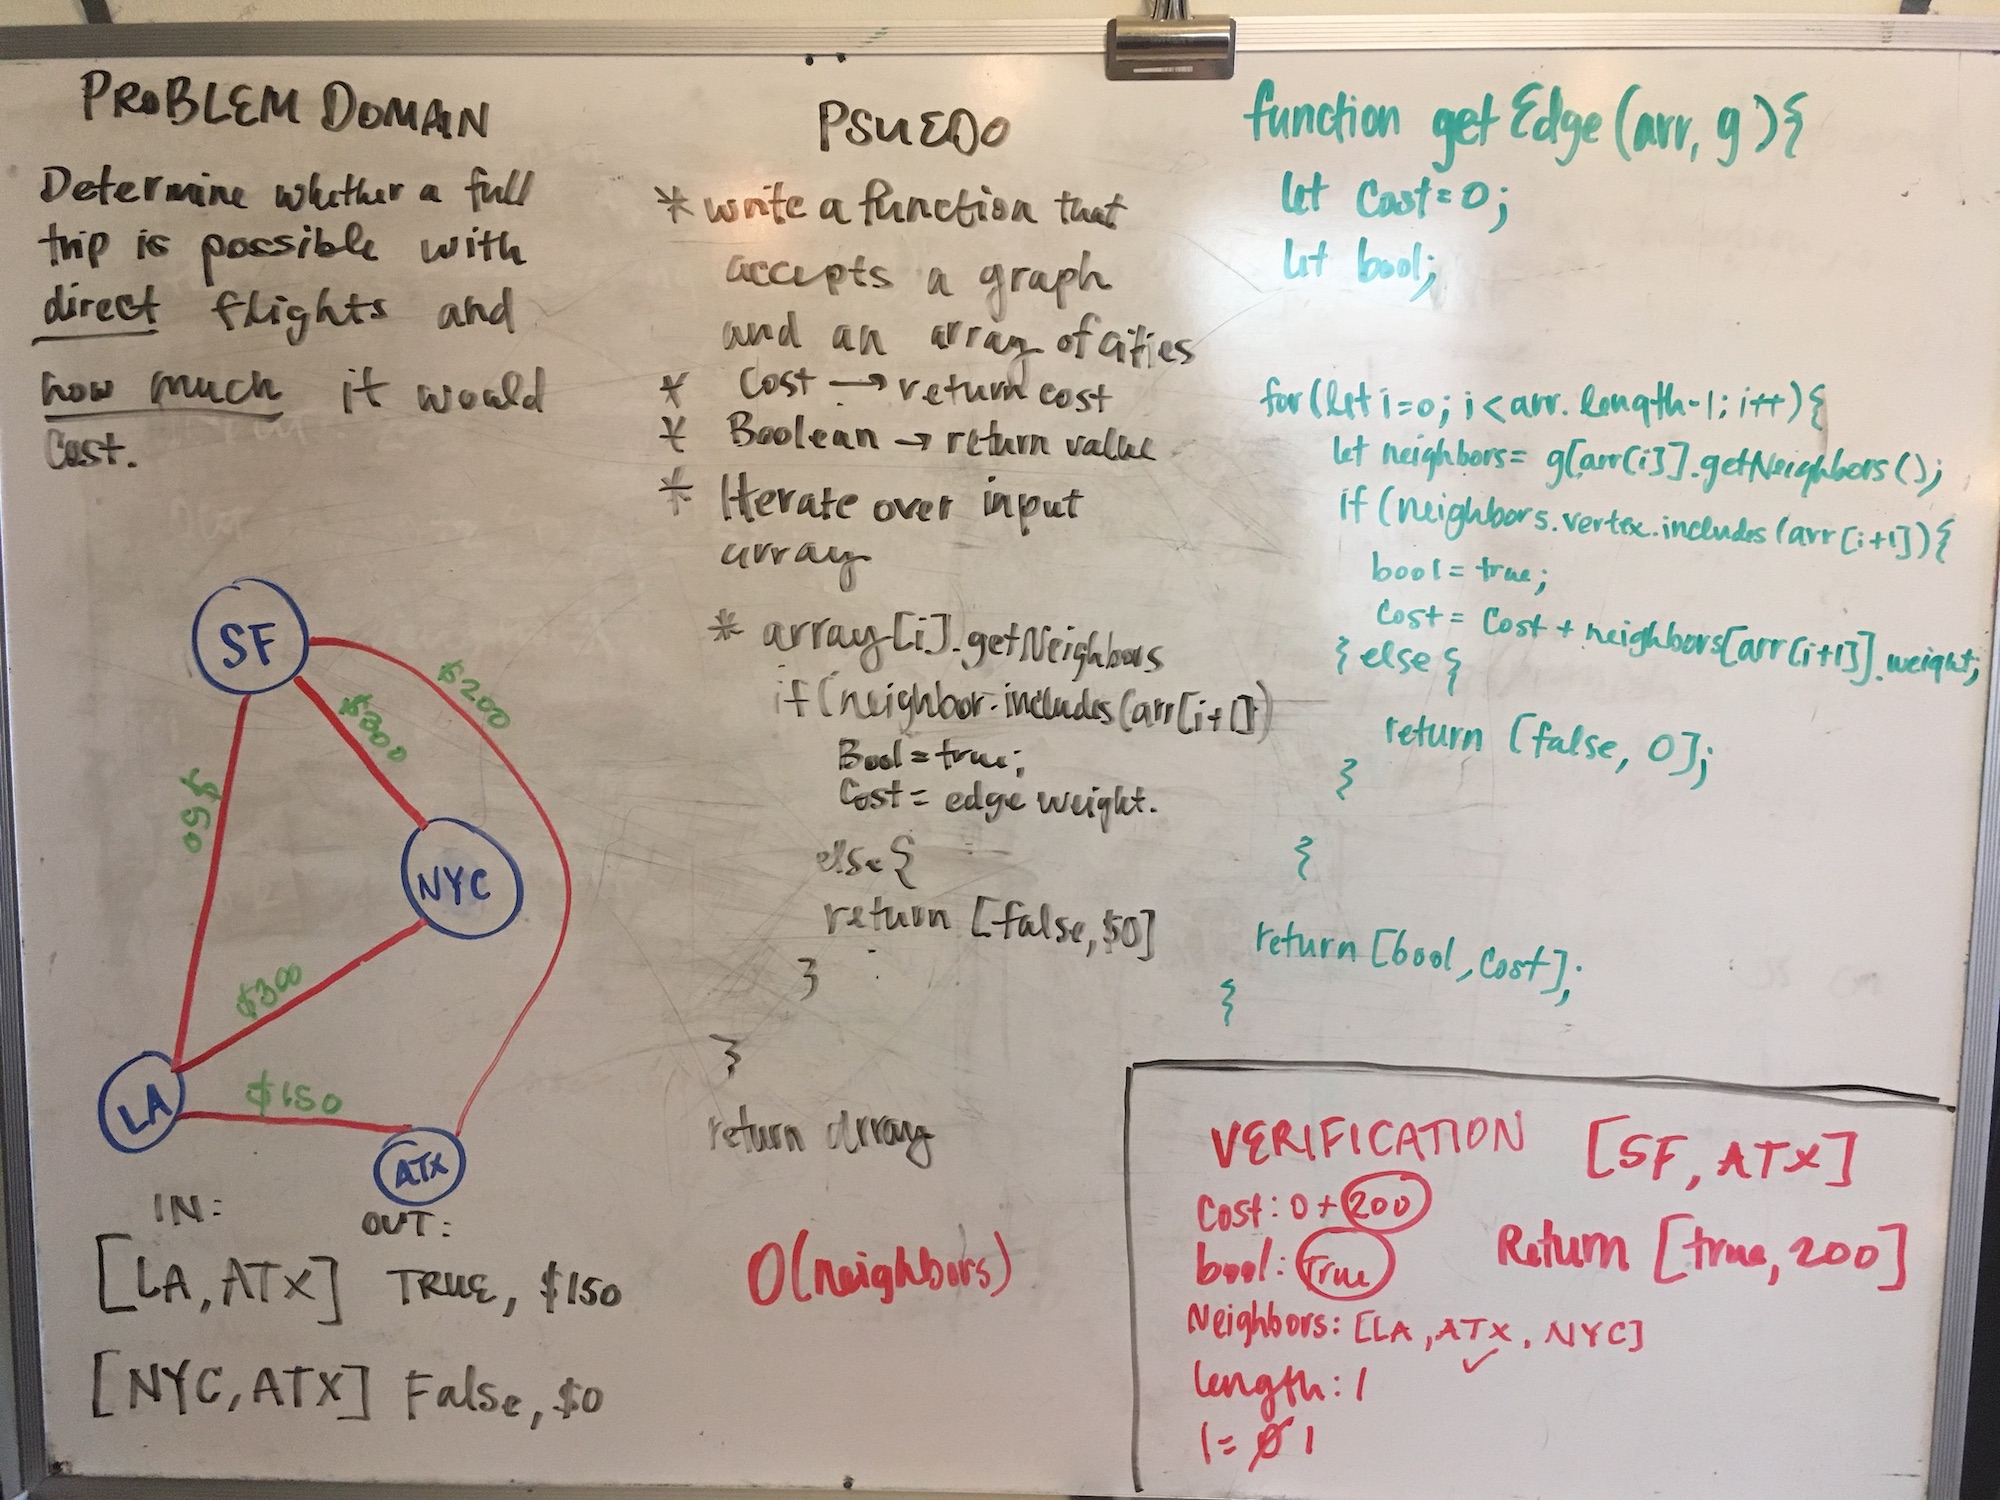 PROBLEM DOMAIN
Determine whether a full
trip is possible with
direct flights and
how much it would
Cost.
SF
$200
$300
$60
NYC
$300
LA
$150
ATX
IN:
OUT:
[LA, ATX] TRUE, $150
[NYC, ATX] False, $0
PSUEDO
* write a function that
accepts a graph
and an array of cities
* Cost → return cost
* Boolean → return value
* Iterate over input
array
* array[i].getNeighbors
if (neighbor.includes(arr[i+1])
Bool = true;
Cost = edge weight.
else {
return [false, $0]
}
}
return array
O(neighbors)
function getEdge (arr, g) {
let Cost = 0;
let bool;
for (let i=0; i < arr.length-1; i++) {
let neighbors = g[arr[i]].getNeighbors();
if (neighbors.vertex.includes(arr[i+1]) {
bool = true;
Cost = Cost + neighbors[arr[i+1]].weight;
} else {
return [false, 0];
}
}
return [bool, Cost];
}
VERIFICATION [SF, ATX]
Cost: 0 + 200
bool: True
Return [true, 200]
Neighbors: [LA, ATX, NYC]
✓
length: 1
1 = 0 1